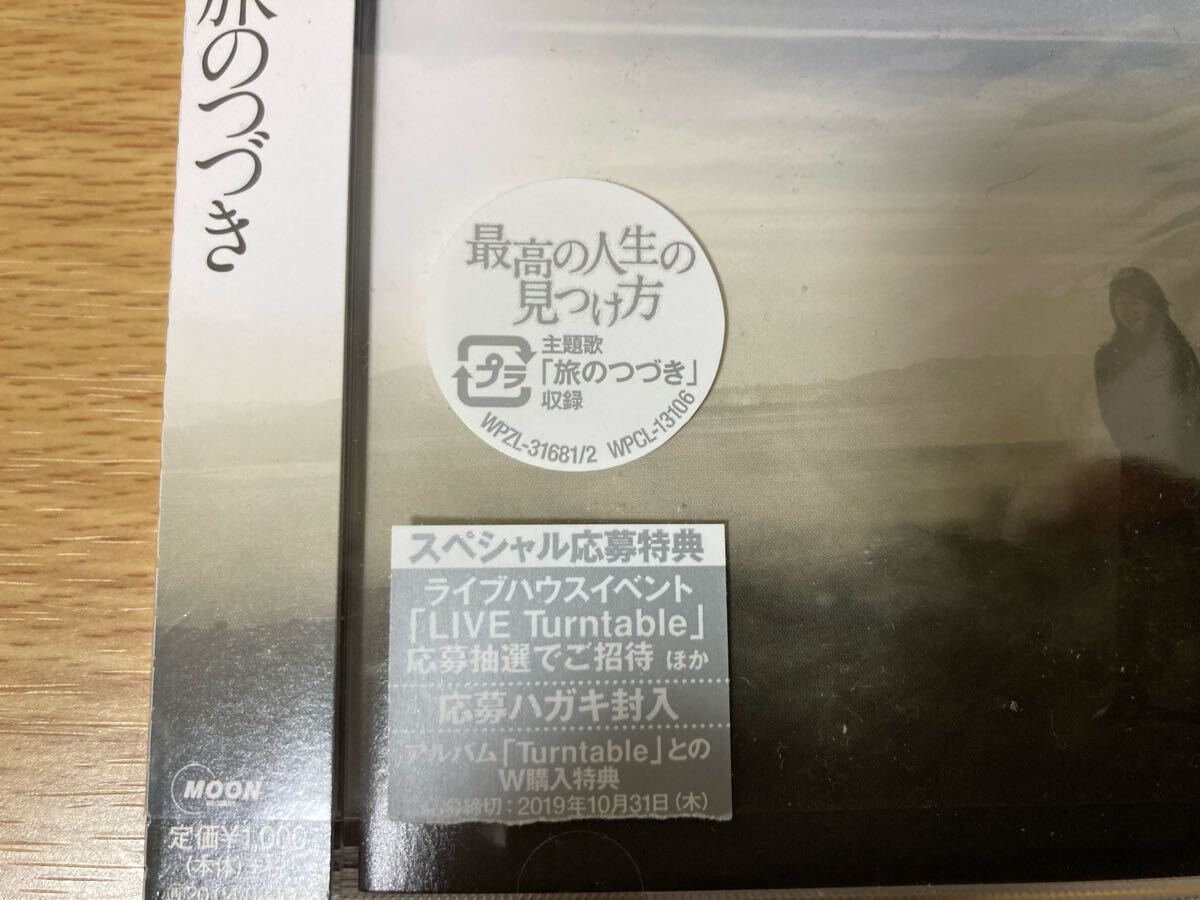 旅のつづき
MOON
RECORDS
定価¥1,000
(本体)+税
最高の人生の
見つけ方
プラ
主題歌
「旅のつづき」
収録
WPZL-31681/2 WPCL-13106
スペシャル応募特典
ライブハウスイベント
「LIVE Turntable」
応募抽選でご招待 ほか
応募ハガキ封入
アルバム「Turntable」との
W購入特典
応募締切：2019年10月31日（木）